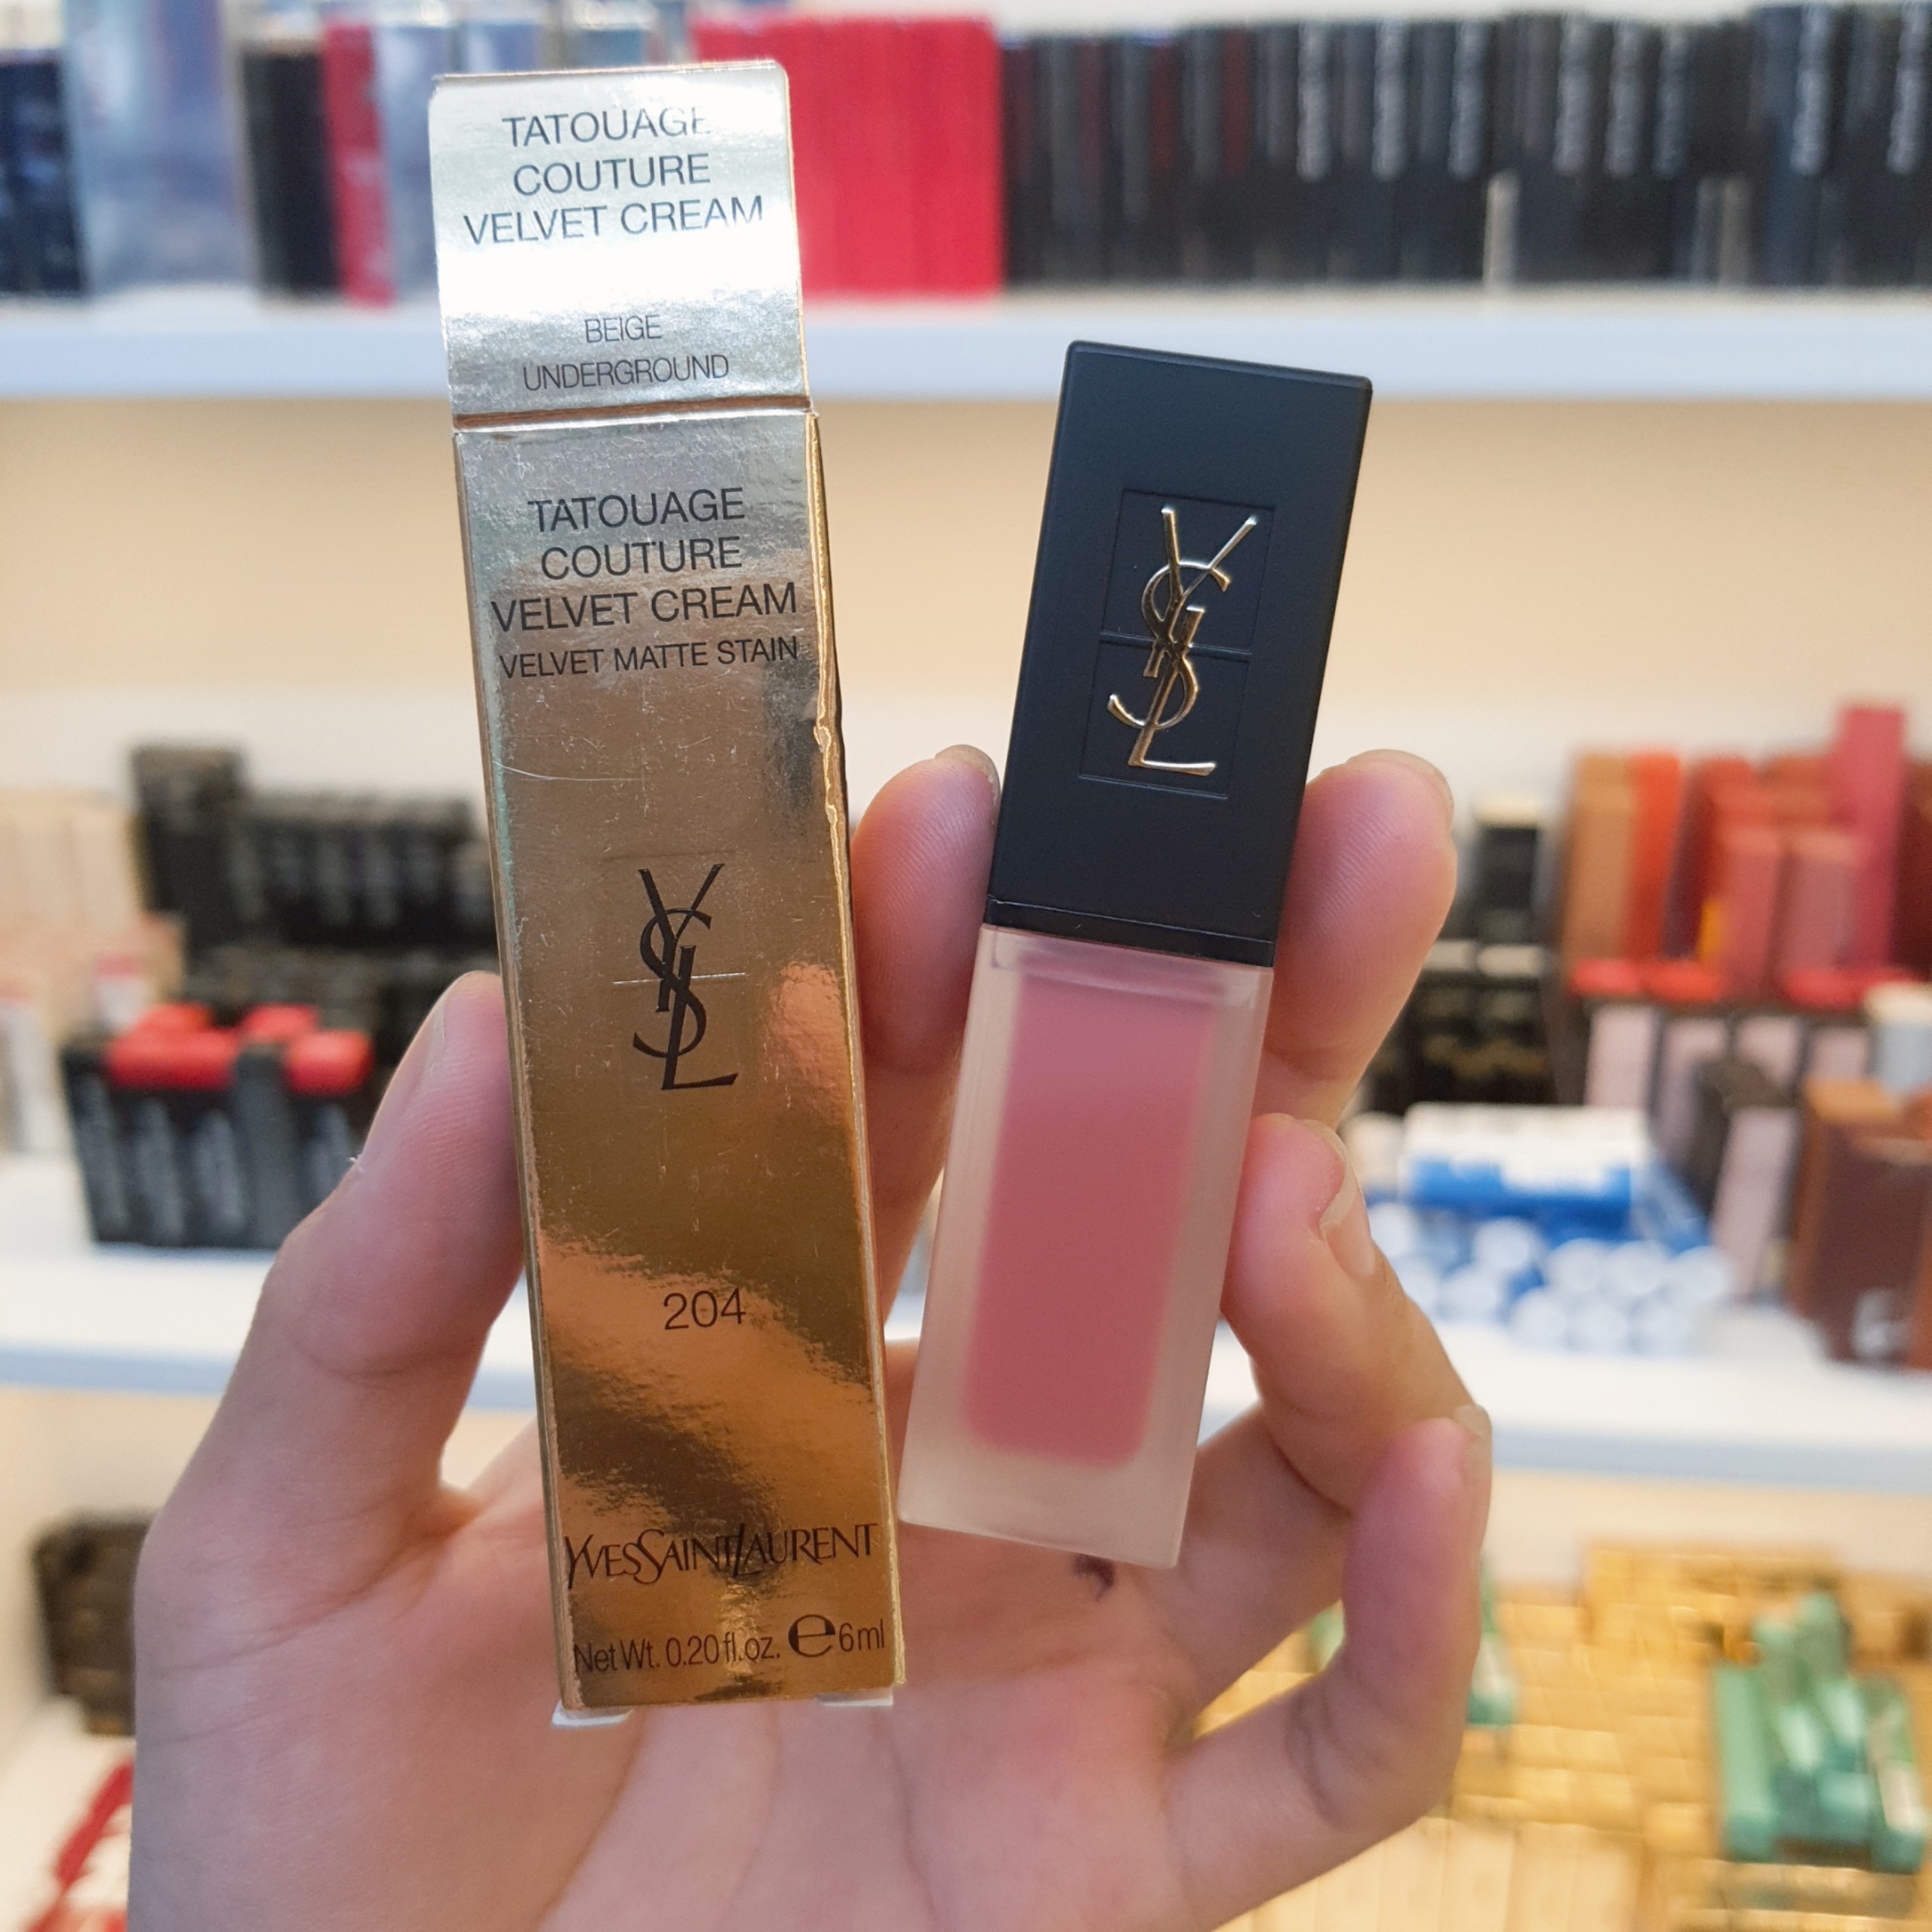 TATOUAGE
COUTURE
VELVET CREAM
BEIGE
UNDERGROUND
TATOUAGE
COUTURE
VELVET CREAM
VELVET MATTE STAIN
YSL
204
YVESSAINTLAURENT
Net Wt. 0.20 fl.oz. ℮ 6ml
YSL